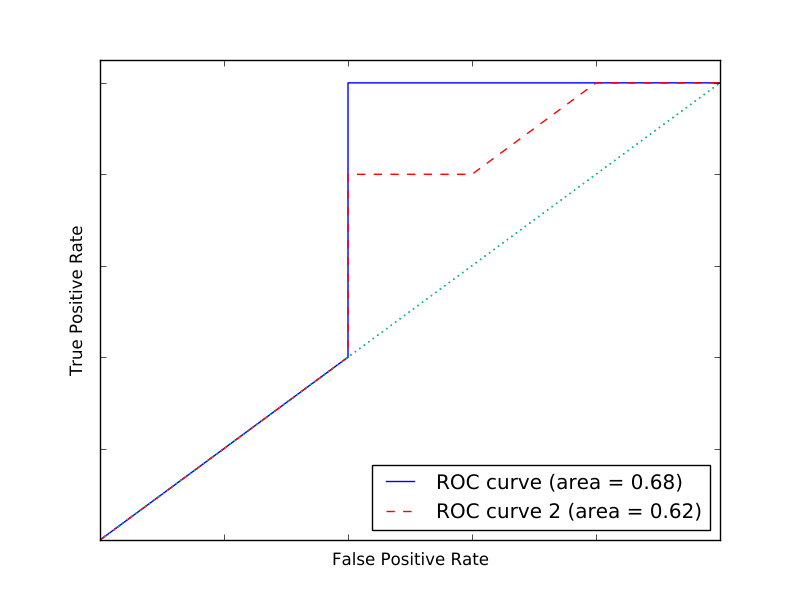 True Positive Rate
ROC curve (area = 0.68)
ROC curve 2 (area = 0.62)
False Positive Rate